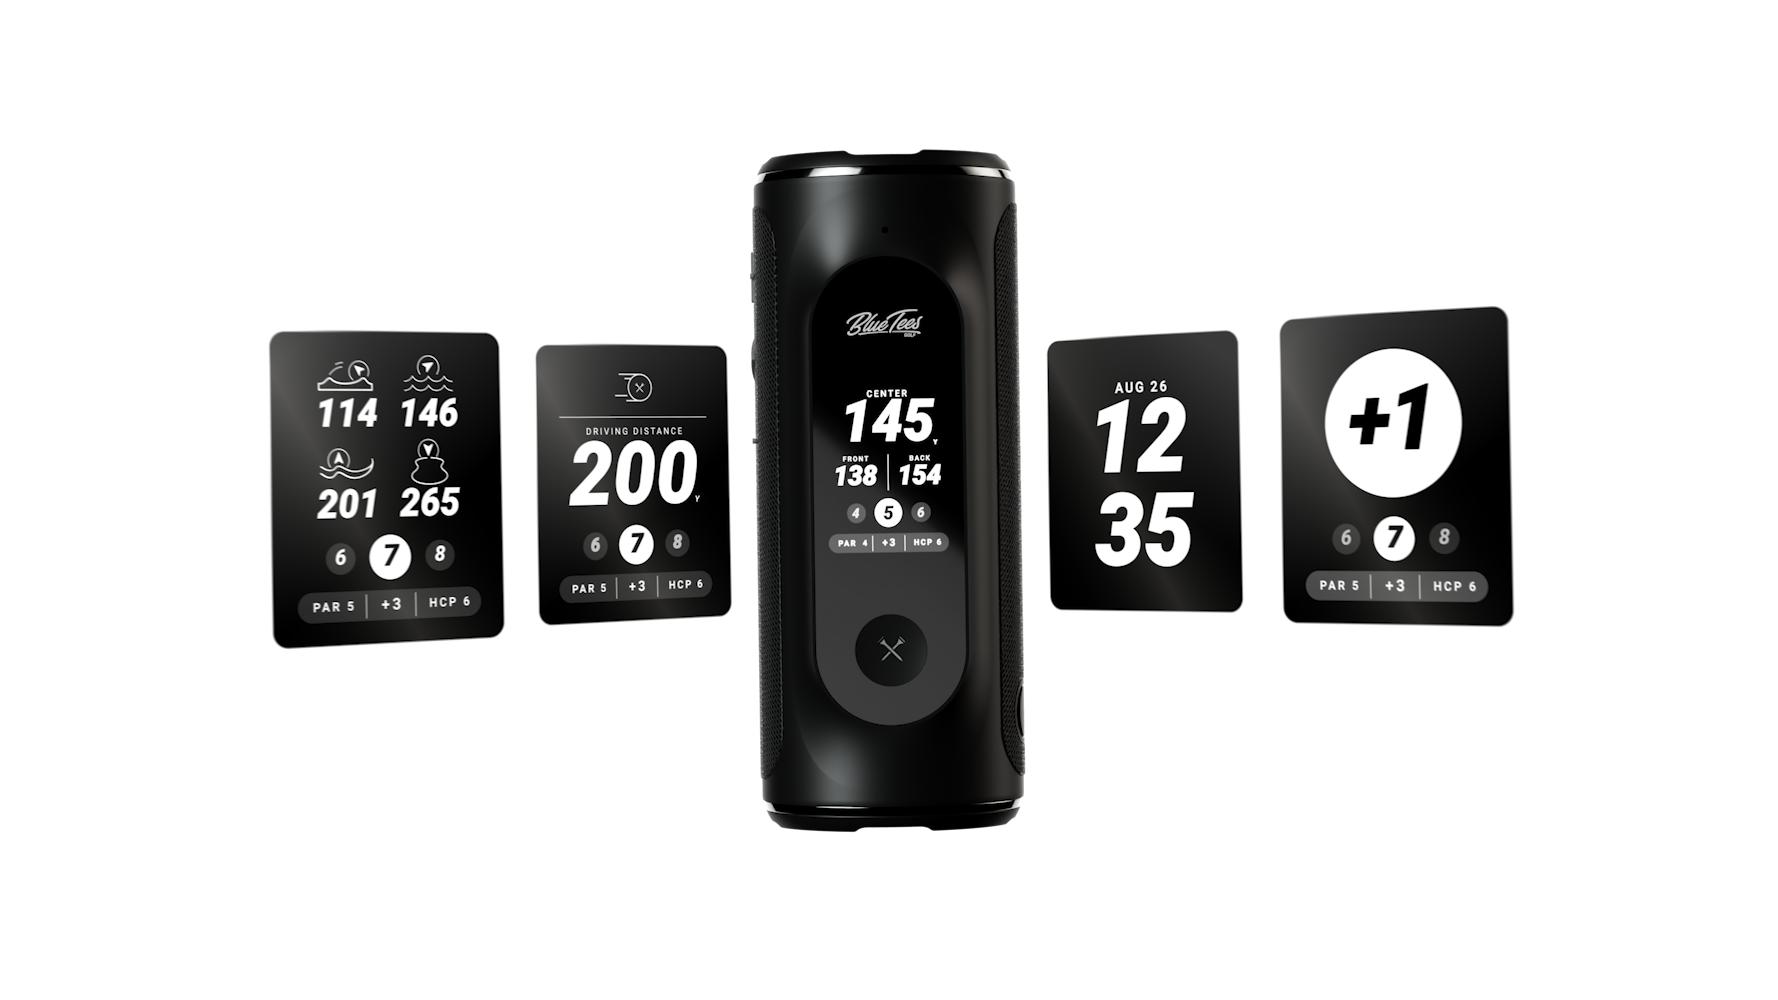 114 146
201 265
6 7 8
PAR 5 +3 HCP 6
DRIVING DISTANCE
200 Y
6 7 8
PAR 5 +3 HCP 6
Blue Tees
GOLF
CENTER
145 Y
FRONT BACK
138 154
4 5 6
PAR 4 +3 HCP 6
AUG 26
12
35
+1
6 7 8
PAR 5 +3 HCP 6